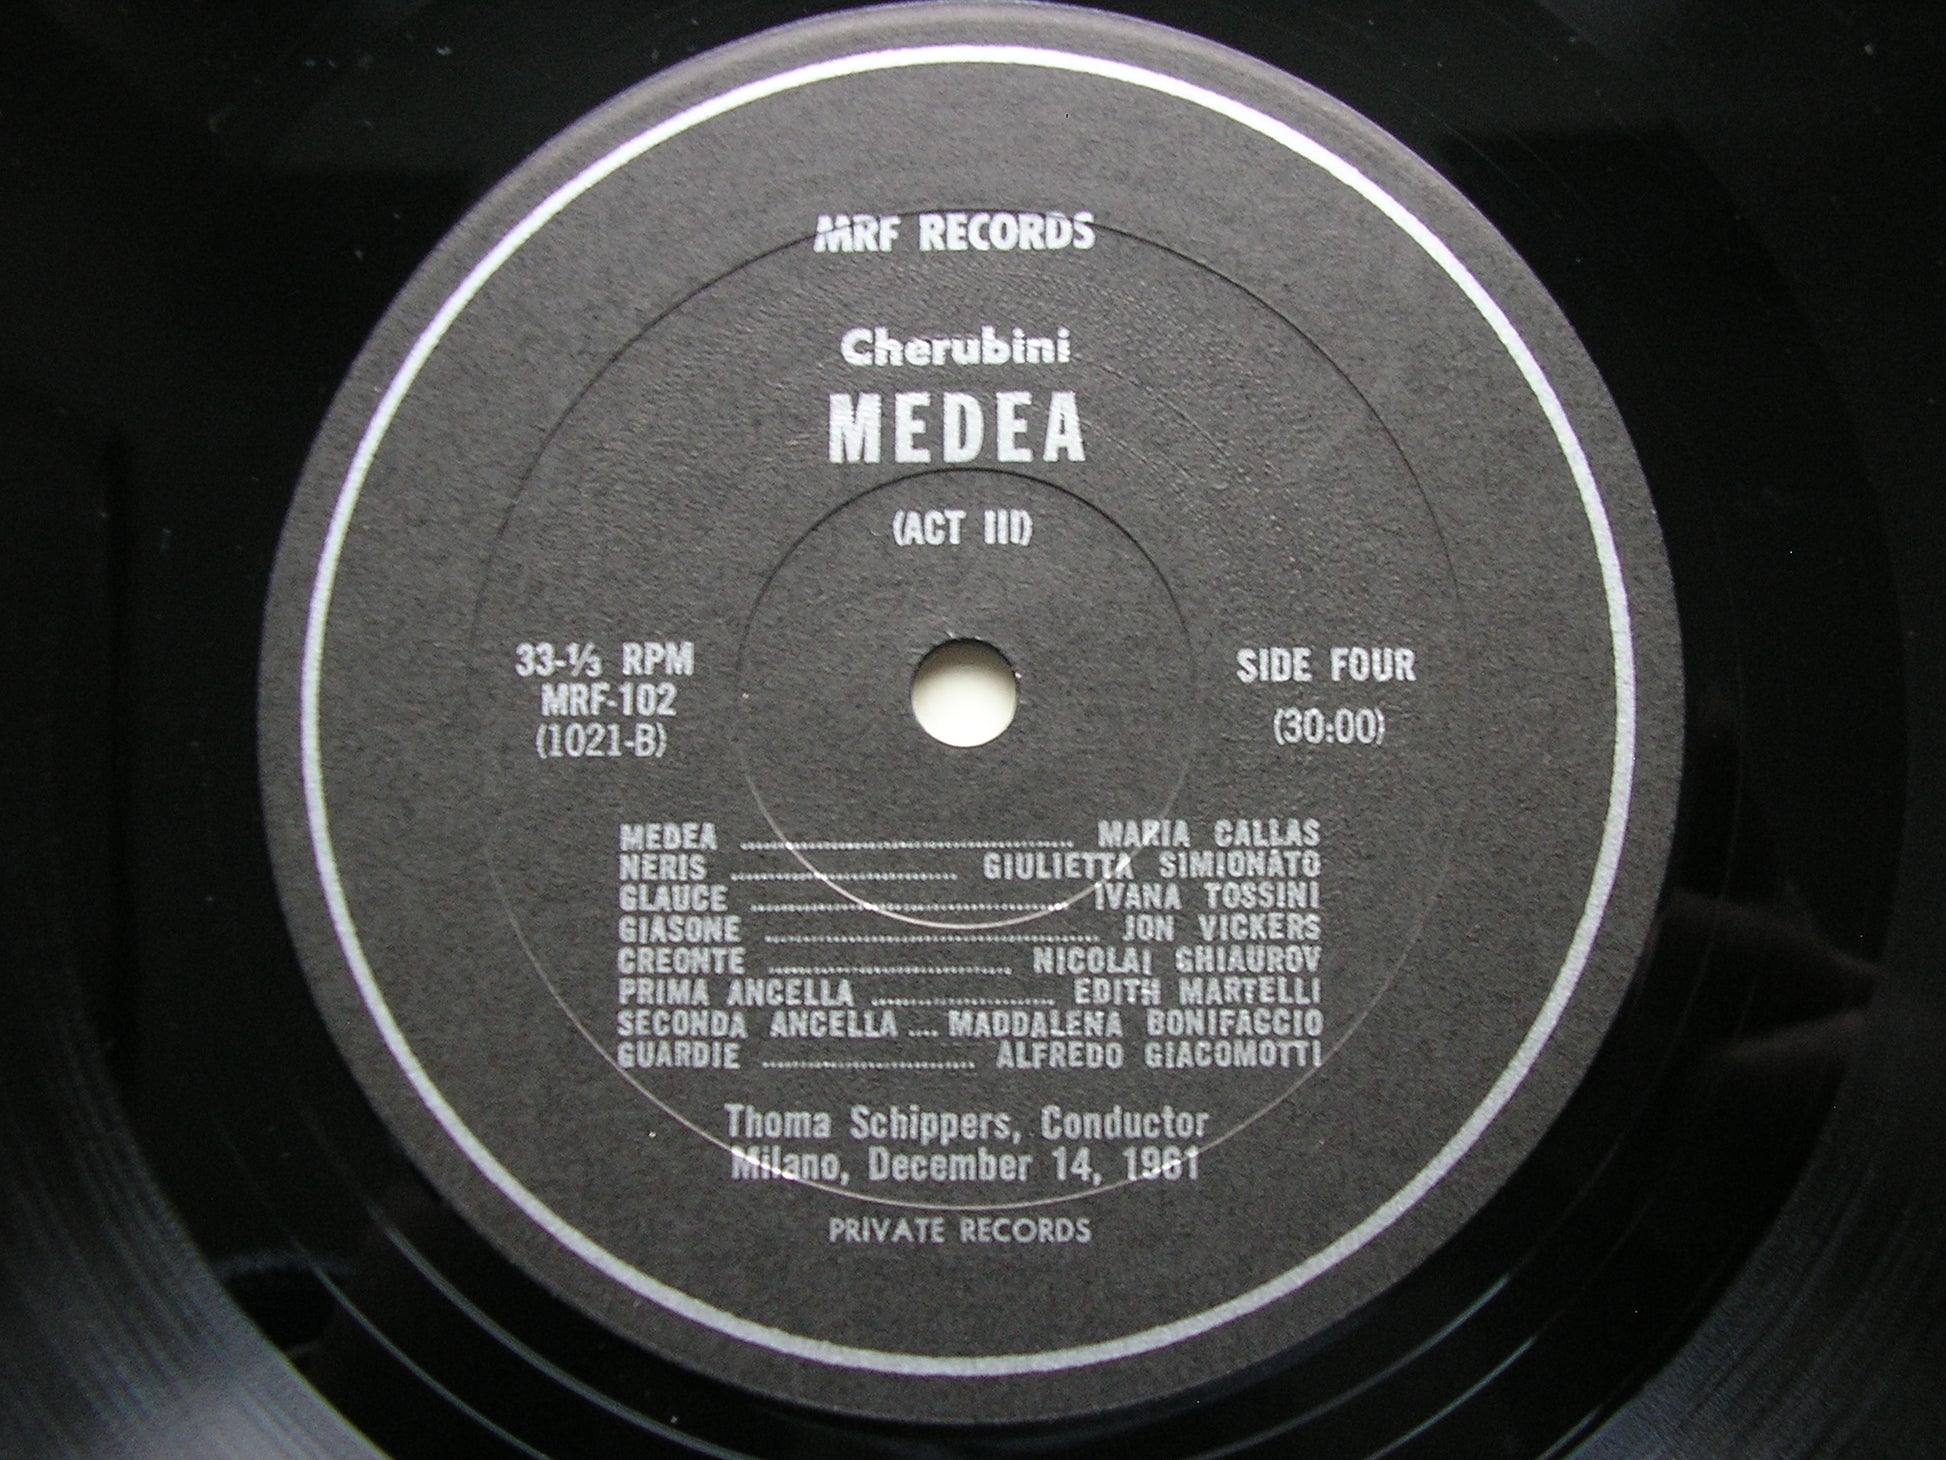 MRF RECORDS
Cherubini
MEDEA
(ACT III)
33-⅓ RPM
MRF-102
(1021-B)
SIDE FOUR
(30:00)
MEDEA ........................................ MARIA CALLAS
NERIS ........................... GIULIETTA SIMIONATO
GLAUCE ...................................... IVANA TOSSINI
GIASONE ........................................ JON VICKERS
CREONTE ............................. NICOLAI GHIAUROV
PRIMA ANCELLA ...................... EDITH MARTELLI
SECONDA ANCELLA .... MADDALENA BONIFACCIO
GUARDIE .......................... ALFREDO GIACOMOTTI
Thoma Schippers, Conductor
Milano, December 14, 1961
PRIVATE RECORDS